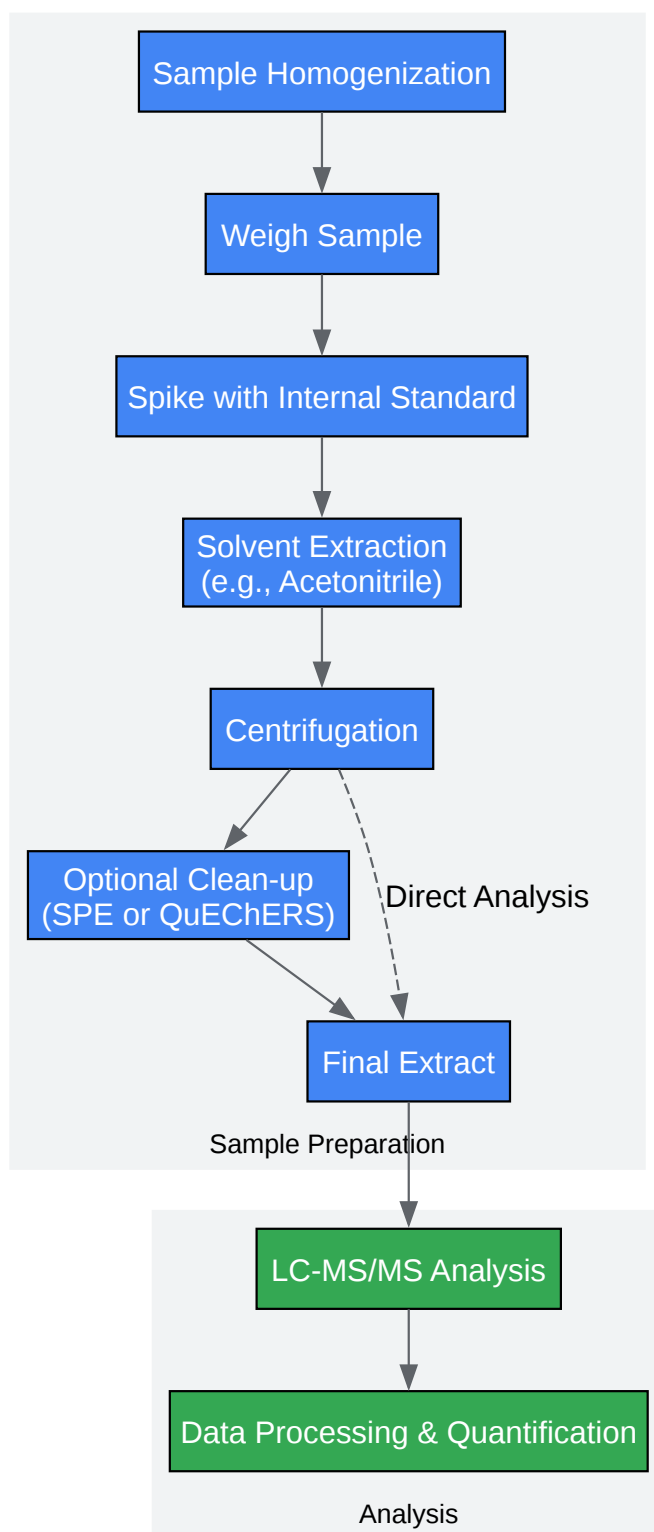 Sample Homogenization
Weigh Sample
Spike with Internal Standard
Solvent Extraction
(e.g., Acetonitrile)
Centrifugation
Optional Clean-up
(SPE or QuEChERS)
Direct Analysis
Final Extract
Sample Preparation
LC-MS/MS Analysis
Data Processing & Quantification
Analysis